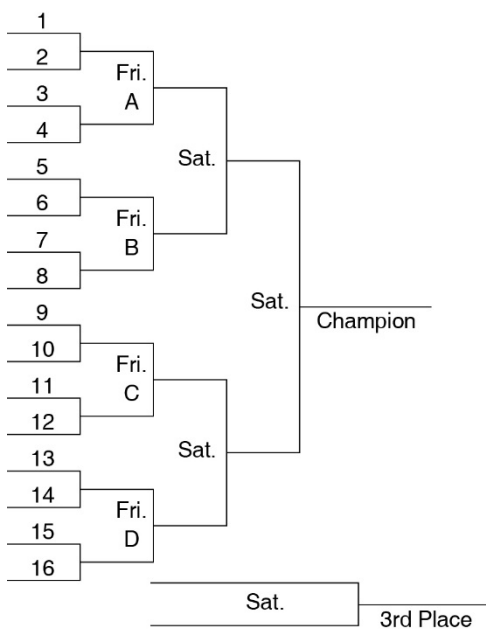 1
2
Fri.
A
3
4
Sat.
5
6
Fri.
B
7
8
Sat.
Champion
9
10
Fri.
C
11
12
Sat.
13
14
Fri.
D
15
16
Sat.
3rd Place